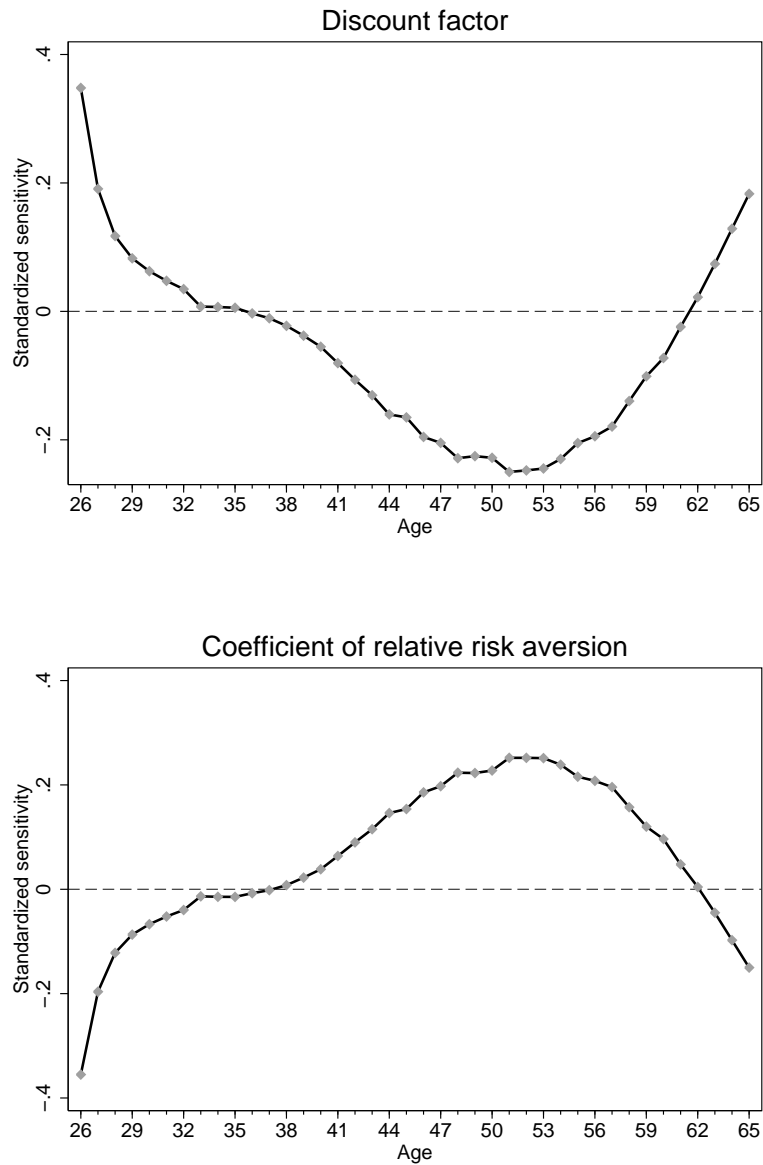 Discount factor
Standardized sensitivity
.4
.2
0
−.2
26 29 32 35 38 41 44 47 50 53 56 59 62 65
Age
Coefficient of relative risk aversion
Standardized sensitivity
.4
.2
0
−.2
−.4
26 29 32 35 38 41 44 47 50 53 56 59 62 65
Age